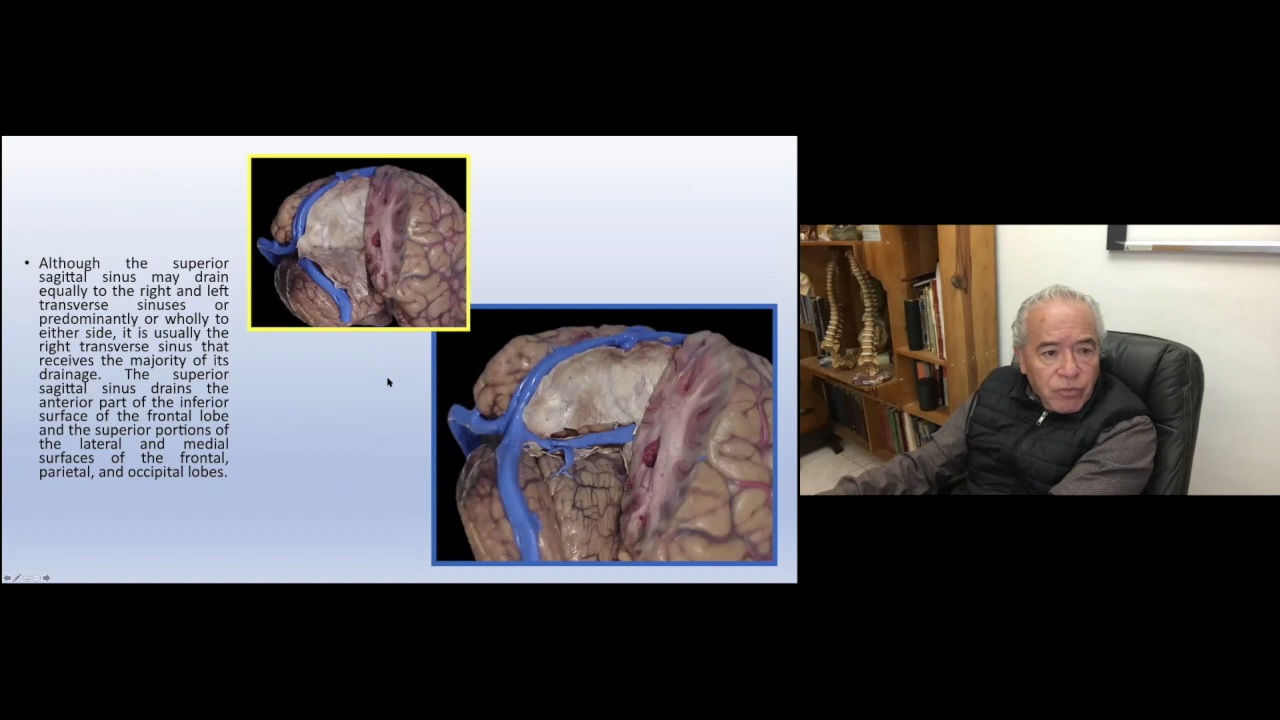 • Although the superior
sagittal sinus may drain
equally to the right and left
transverse sinuses or
predominantly or wholly to
either side, it is usually the
right transverse sinus that
receives the majority of its
drainage. The superior
sagittal sinus drains the
anterior part of the inferior
surface of the frontal lobe
and the superior portions of
the lateral and medial
surfaces of the frontal,
parietal, and occipital lobes.